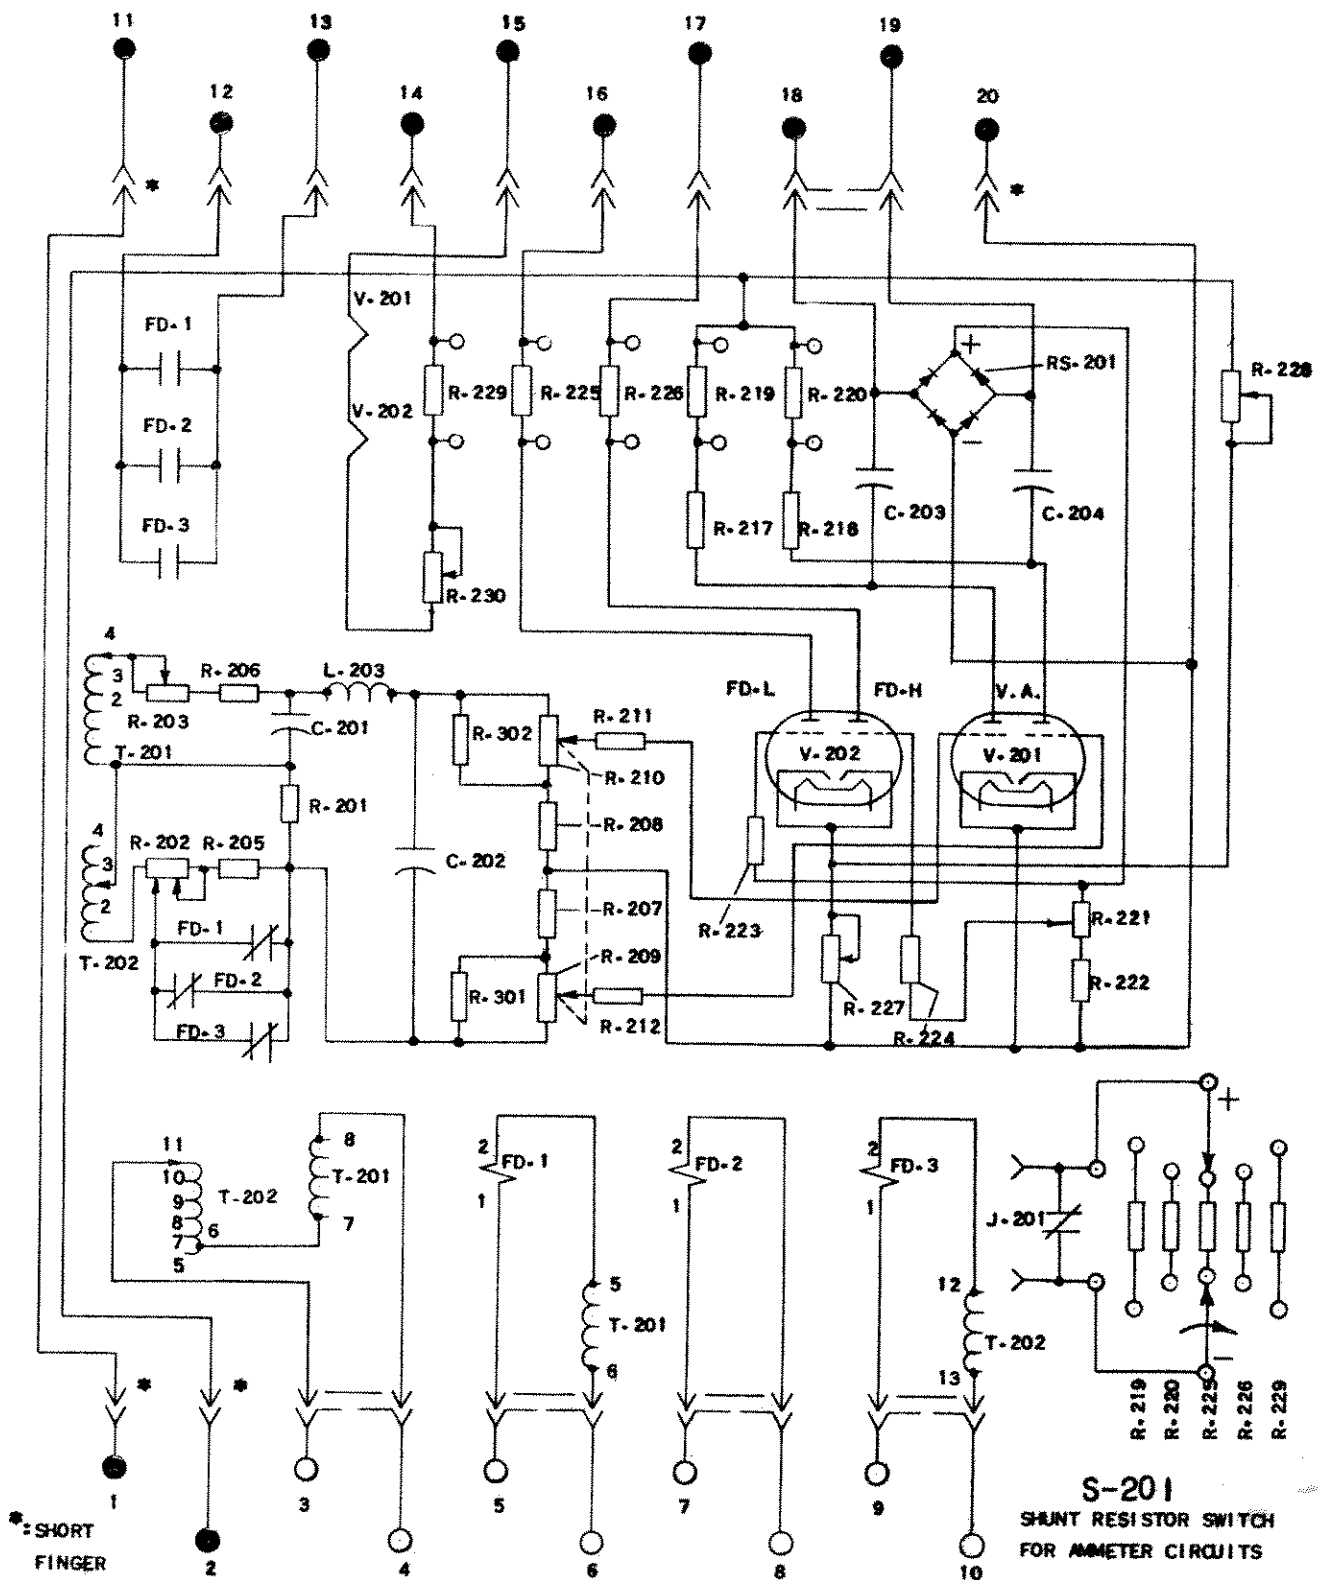 11
13
15
17
19
12
14
16
18
20
*
*
V-201
FD-1
+
RS-201
R-228
R-229
R-225
R-226
R-219
R-220
V-202
FD-2
−
C-203
C-204
FD-3
R-217
R-218
R-230
4
3
2
R-206
L-203
R-203
C-201
T-201
FD-L
FD-H
V.A.
R-211
R-302
V-202
V-201
R-210
R-201
R-208
4
3
2
R-202
R-205
C-202
R-207
R-221
FD-1
R-223
T-202
R-209
FD-2
R-222
R-301
R-227
FD-3
R-212
R-224
+
11
10
9
8
7
5
6
T-202
8
T-201
7
2
FD-1
1
2
FD-2
1
2
FD-3
1
J-201
5
T-201
6
12
T-202
13
−
*
*
R-219
R-220
R-225
R-226
R-229
1
3
5
7
9
2
4
6
8
10
*: SHORT
FINGER
S-201
SHUNT RESISTOR SWITCH
FOR AMMETER CIRCUITS